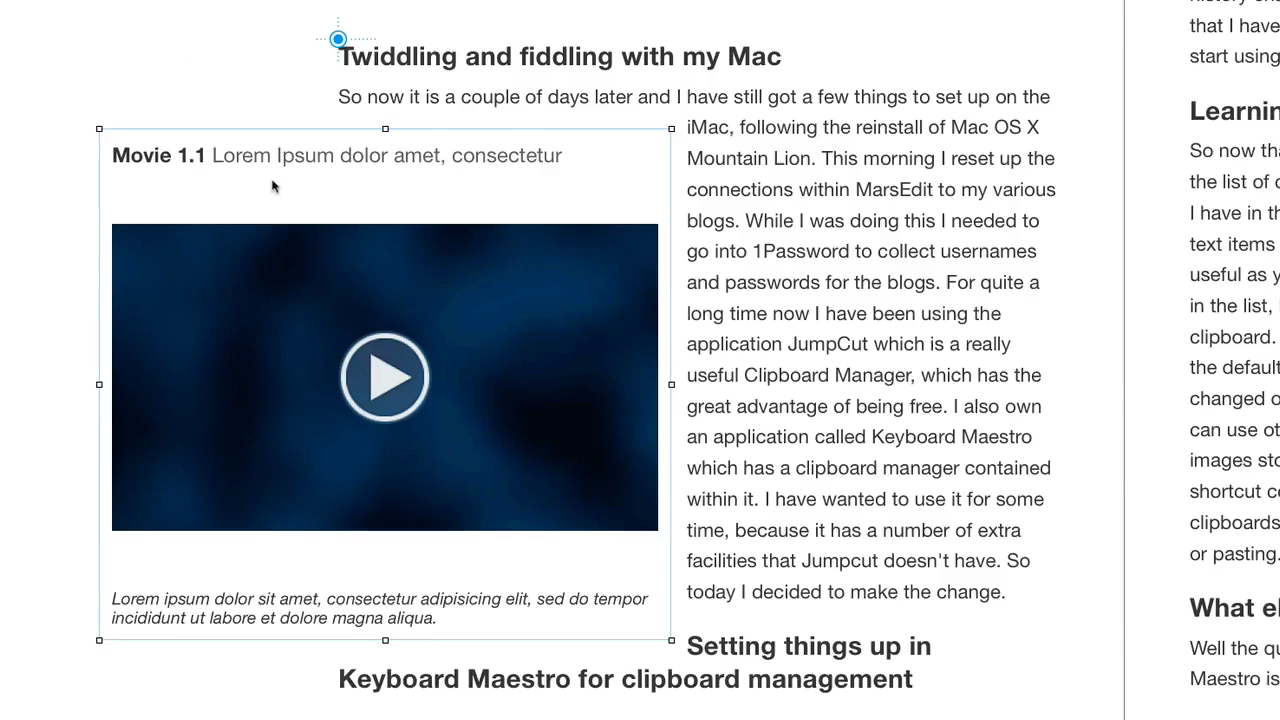 Twiddling and fiddling with my Mac
So now it is a couple of days later and I have still got a few things to set up on the
iMac, following the reinstall of Mac OS X
Mountain Lion. This morning I reset up the
connections within MarsEdit to my various
blogs. While I was doing this I needed to
go into 1Password to collect usernames
and passwords for the blogs. For quite a
long time now I have been using the
application JumpCut which is a really
useful Clipboard Manager, which has the
great advantage of being free. I also own
an application called Keyboard Maestro
which has a clipboard manager contained
within it. I have wanted to use it for some
time, because it has a number of extra
facilities that Jumpcut doesn't have. So
today I decided to make the change.
Movie 1.1 Lorem Ipsum dolor amet, consectetur
Lorem ipsum dolor sit amet, consectetur adipisicing elit, sed do tempor
incididunt ut labore et dolore magna aliqua.
Setting things up in
Keyboard Maestro for clipboard management
that I have
start using
So now
the list of
I have in
text items
useful as
in the list,
clipboard.
the default
changed
can use
images
shortcut
clipboards
or pasting.
What
Well the
Maestro is